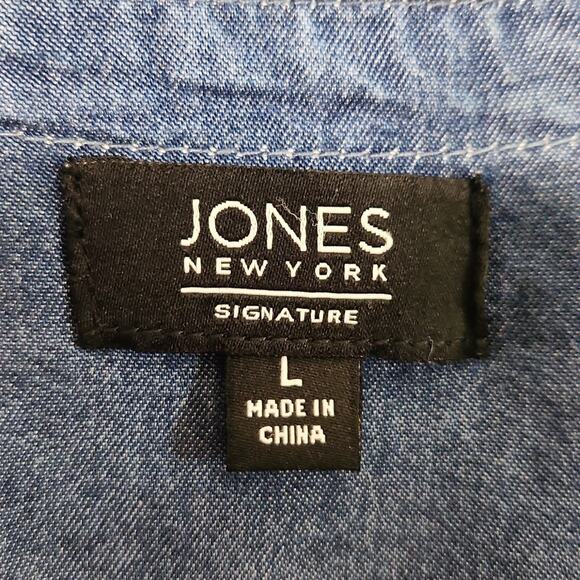 JONES
NEW YORK
SIGNATURE
L
MADE IN
CHINA